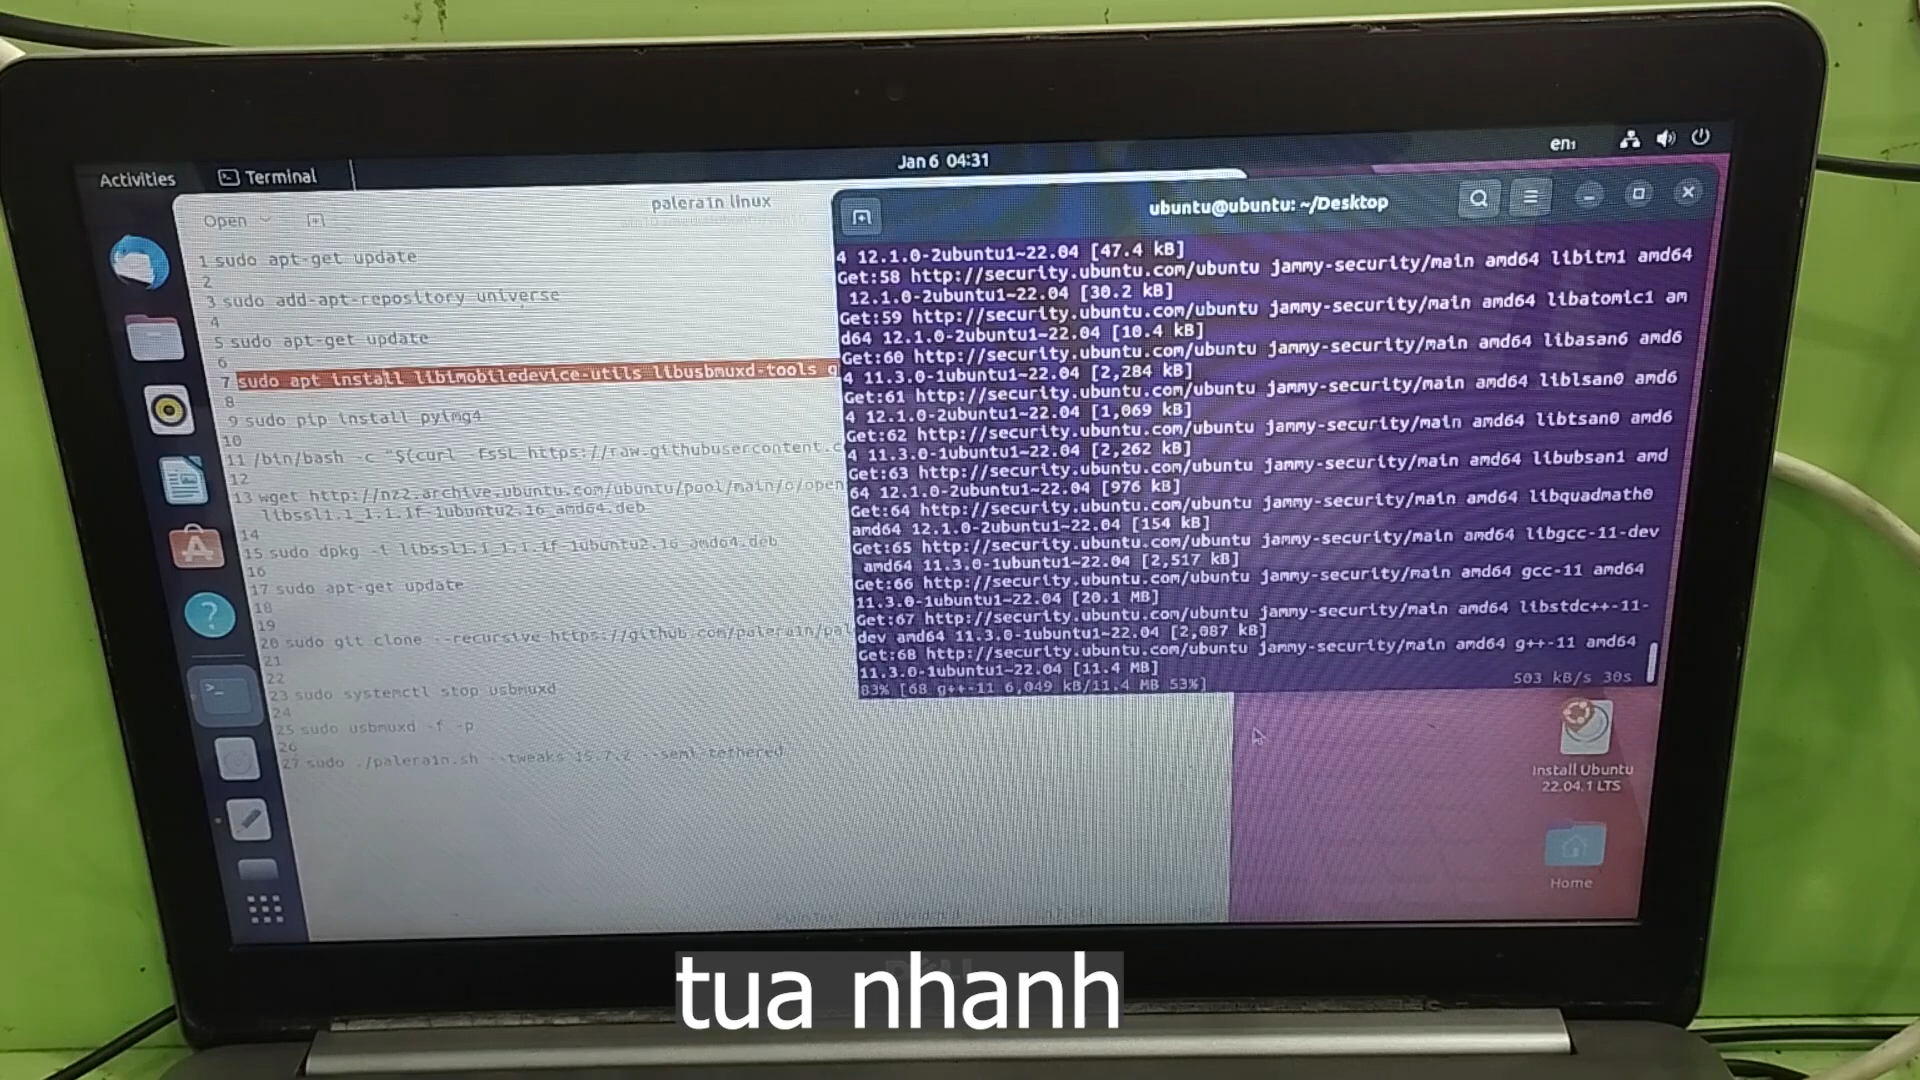 Activities
Terminal
Jan 6 04:31
en₁
Open
palera1n linux
1 sudo apt-get update
2
3 sudo add-apt-repository universe
4
5 sudo apt-get update
6
7 sudo apt install libimobiledevice-utils libusbmuxd-tools g
8
9 sudo pip install pyimg4
10
11 /bin/bash -c "$(curl -fsSL https://raw.githubusercontent.c
12
13 wget http://nz2.archive.ubuntu.com/ubuntu/pool/main/o/open
libssl1.1_1.1.1f-1ubuntu2.16_amd64.deb
14
15 sudo dpkg -i libssl1.1_1.1.1f-1ubuntu2.16_amd64.deb
16
17 sudo apt-get update
18
19
20 sudo git clone --recursive https://github.com/palera1n/pal
21
22
23 sudo systemctl stop usbmuxd
24
25 sudo usbmuxd -f -p
26
27 sudo ./palera1n.sh --tweaks 15.7.2 --semi-tethered
ubuntu@ubuntu: ~/Desktop
4 12.1.0-2ubuntu1~22.04 [47.4 kB]
Get:58 http://security.ubuntu.com/ubuntu jammy-security/main amd64 libitm1 amd64
12.1.0-2ubuntu1~22.04 [30.2 kB]
Get:59 http://security.ubuntu.com/ubuntu jammy-security/main amd64 libatomic1 am
d64 12.1.0-2ubuntu1~22.04 [10.4 kB]
Get:60 http://security.ubuntu.com/ubuntu jammy-security/main amd64 libasan6 amd6
4 11.3.0-1ubuntu1~22.04 [2,284 kB]
Get:61 http://security.ubuntu.com/ubuntu jammy-security/main amd64 liblsan0 amd6
4 12.1.0-2ubuntu1~22.04 [1,069 kB]
Get:62 http://security.ubuntu.com/ubuntu jammy-security/main amd64 libtsan0 amd6
4 11.3.0-1ubuntu1~22.04 [2,262 kB]
Get:63 http://security.ubuntu.com/ubuntu jammy-security/main amd64 libubsan1 amd
64 12.1.0-2ubuntu1~22.04 [976 kB]
Get:64 http://security.ubuntu.com/ubuntu jammy-security/main amd64 libquadmath0
amd64 12.1.0-2ubuntu1~22.04 [154 kB]
Get:65 http://security.ubuntu.com/ubuntu jammy-security/main amd64 libgcc-11-dev
amd64 11.3.0-1ubuntu1~22.04 [2,517 kB]
Get:66 http://security.ubuntu.com/ubuntu jammy-security/main amd64 gcc-11 amd64
11.3.0-1ubuntu1~22.04 [20.1 MB]
Get:67 http://security.ubuntu.com/ubuntu jammy-security/main amd64 libstdc++-11-
dev amd64 11.3.0-1ubuntu1~22.04 [2,087 kB]
Get:68 http://security.ubuntu.com/ubuntu jammy-security/main amd64 g++-11 amd64
11.3.0-1ubuntu1~22.04 [11.4 MB]
83% [68 g++-11 6,049 kB/11.4 MB 53%] 503 kB/s 30s
Install Ubuntu
22.04.1 LTS
Home
tua nhanh